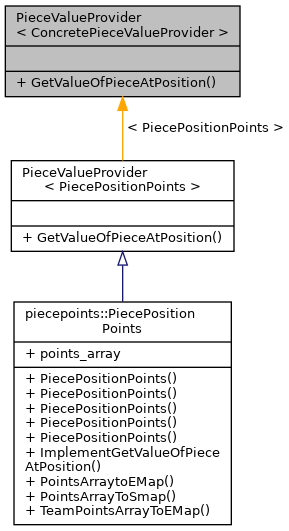 PieceValueProvider
< ConcretePieceValueProvider >
+ GetValueOfPieceAtPosition()
< PiecePositionPoints >
PieceValueProvider
< PiecePositionPoints >
+ GetValueOfPieceAtPosition()
piecepoints::PiecePosition
Points
+ points_array
+ PiecePositionPoints()
+ PiecePositionPoints()
+ PiecePositionPoints()
+ PiecePositionPoints()
+ PiecePositionPoints()
+ ImplementGetValueOfPiece
AtPosition()
+ PointsArraytoEMap()
+ PointsArrayToSmap()
+ TeamPointsArrayToEMap()